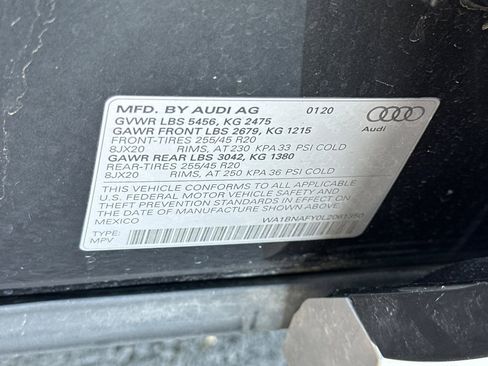 MFD. BY AUDI AG 0120
GVWR LBS 5456, KG 2475
GAWR FRONT LBS 2679, KG 1215
FRONT-TIRES 255/45 R20
8JX20 RIMS, AT 230 KPA 33 PSI COLD
GAWR REAR LBS 3042, KG 1380
REAR-TIRES 255/45 R20
8JX20 RIMS, AT 250 KPA 36 PSI COLD
THIS VEHICLE CONFORMS TO ALL APPLICABLE
U.S. FEDERAL MOTOR VEHICLE SAFETY AND
THEFT PREVENTION STANDARDS IN EFFECT ON
THE DATE OF MANUFACTURE SHOWN ABOVE
MEXICO
TYPE:
MPV
Audi